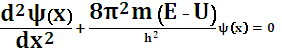 d²ψ(x)/dx² + 8π²m(E − U)/h² ψ(x) = 0